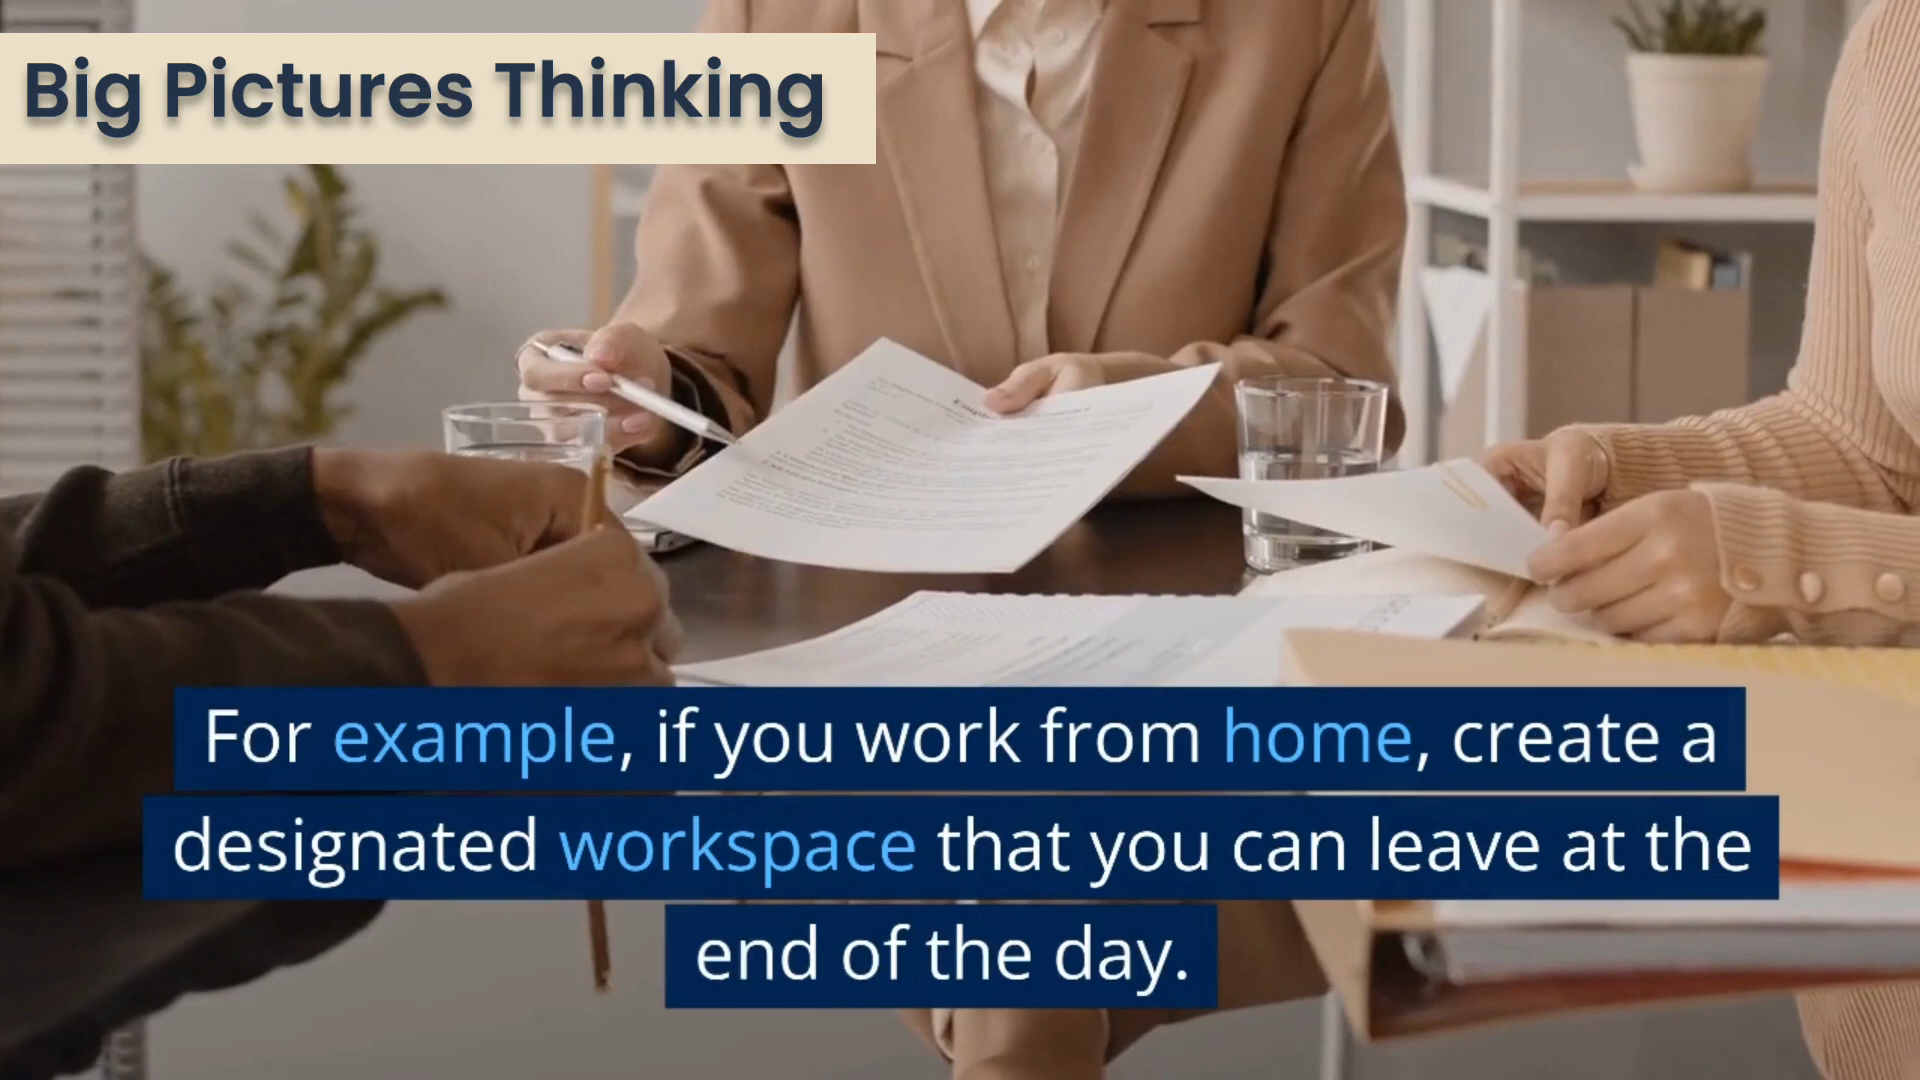 Big Pictures Thinking
For example, if you work from home, create a
designated workspace that you can leave at the
end of the day.